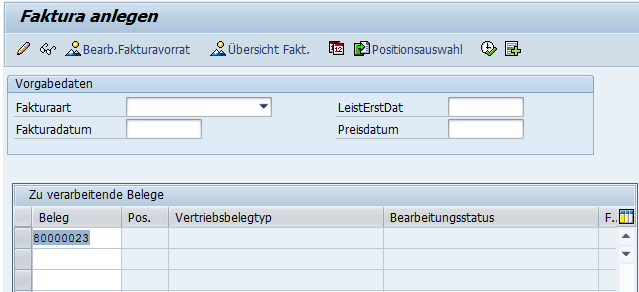 Faktura anlegen
Bearb.Fakturavorrat Übersicht Fakt. Positionsauswahl
Vorgabedaten
Fakturaart LeistErstDat
Fakturadatum Preisdatum
Zu verarbeitende Belege
Beleg Pos. Vertriebsbelegtyp Bearbeitungsstatus F..
80000023